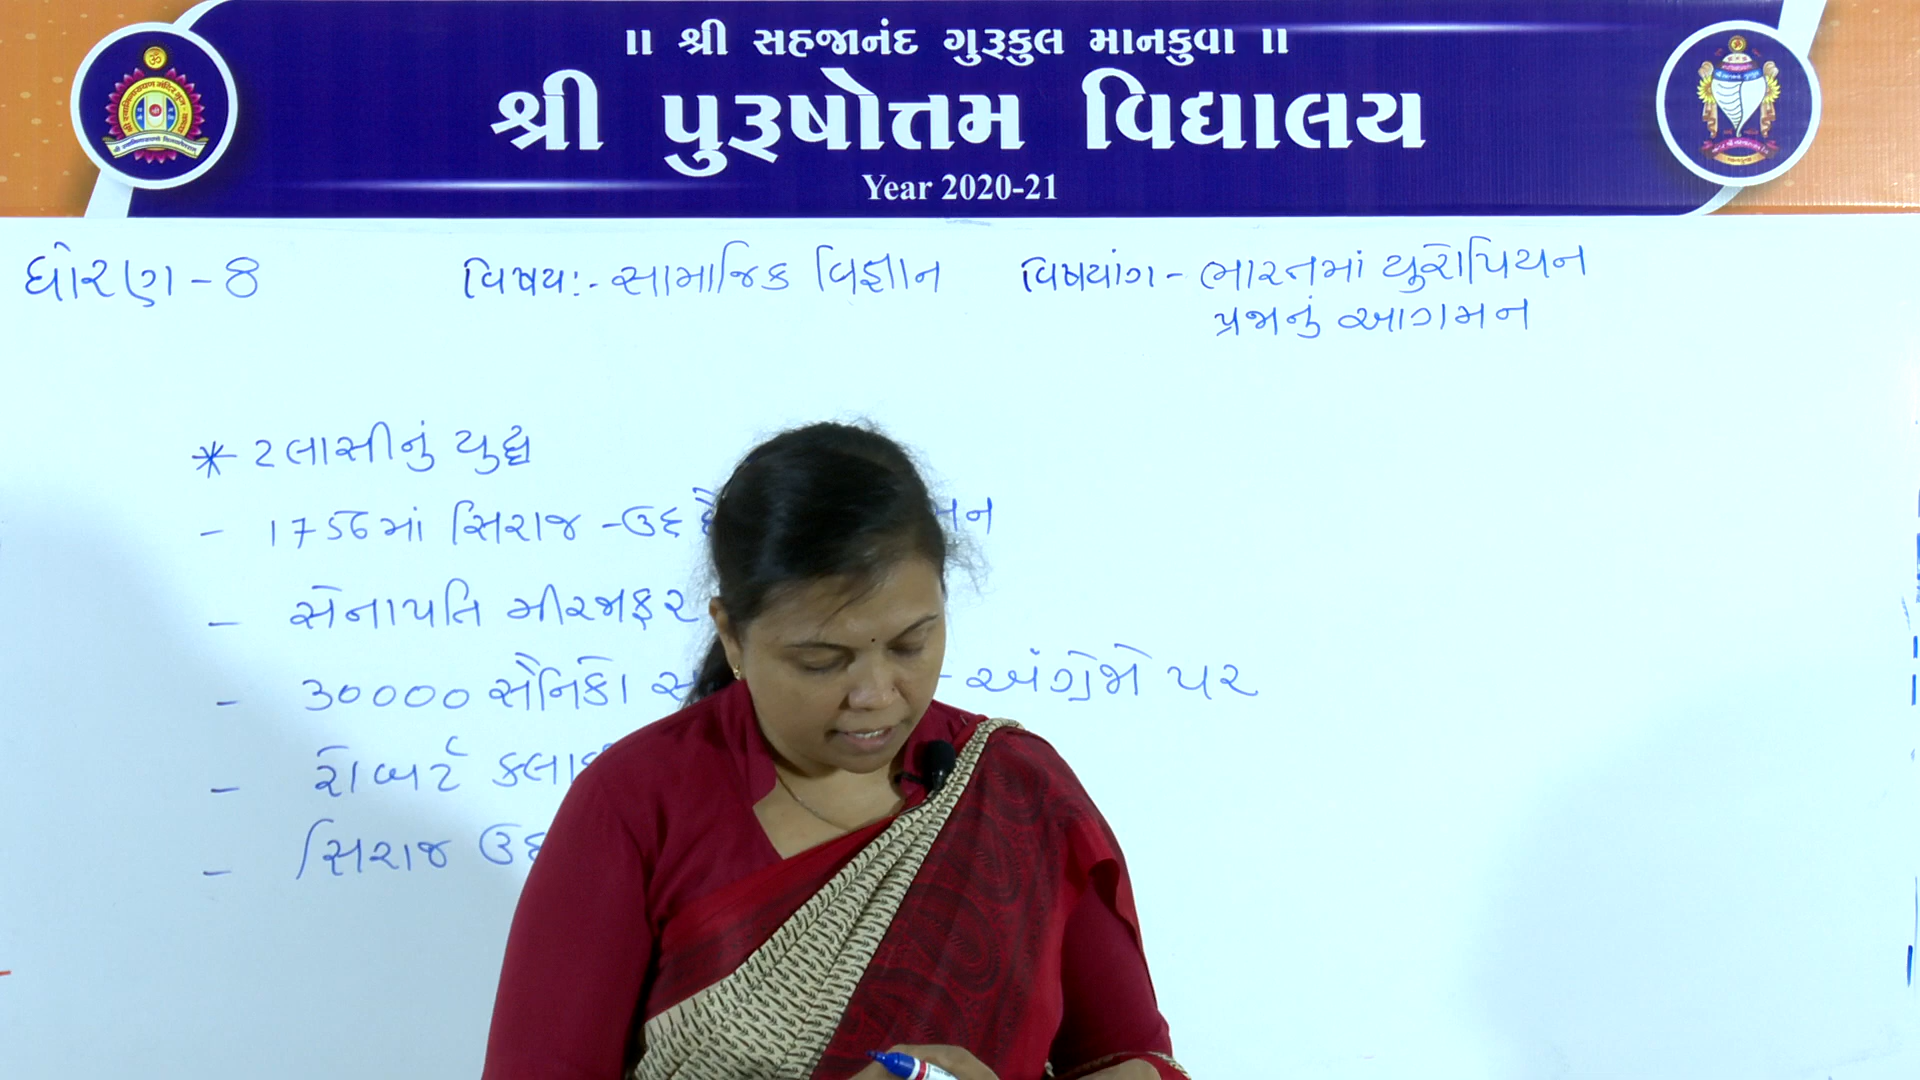 ॥ શ્રી સહજાનંદ ગુરૂકુલ માનકુવા ॥
શ્રી પુરૂષોત્તમ વિદ્યાલય
Year 2020-21
ધોરણ - 8
વિષય:- સામાજિક વિજ્ઞાન
વિષયાંગ - ભારતમાં યુરોપિયન
પ્રજાનું આગમન
* પ્લાસીનું યુદ્ધ
- 1756માં સિરાજ - ઉદ્
- સેનાપતિ મીરજાફર
- 30000 સૈનિકો - અંગ્રેજો પર
- રોબર્ટ કલા
- સિરાજ ઉદ્